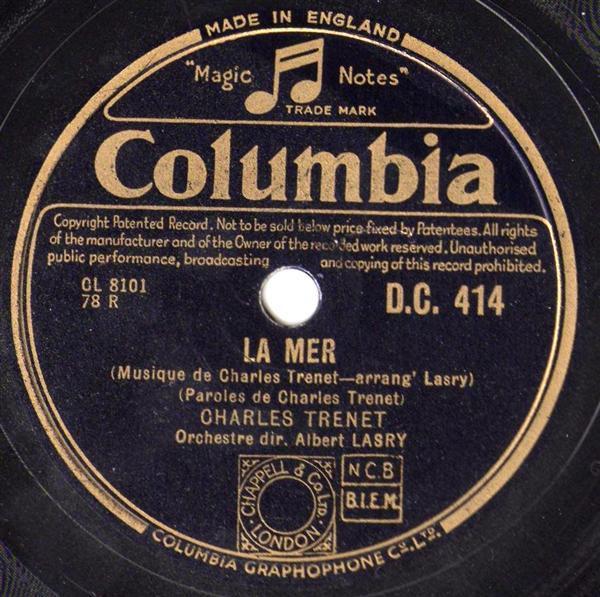 MADE IN ENGLAND
"Magic Notes"
TRADE MARK
Columbia
Copyright Patented Record. Not to be sold below price fixed by Patentees. All rights
of the manufacturer and of the Owner of the recorded work reserved. Unauthorised
public performance, broadcasting and copying of this record prohibited.
CL 8101
78 R
D.C. 414
LA MER
(Musique de Charles Trenet—arrang' Lasry)
(Paroles de Charles Trenet)
CHARLES TRENET
Orchestre dir. Albert LASRY
CHAPPELL & Co. LTD.
LONDON
N.C.B
B.I.E.M.
COLUMBIA GRAPHOPHONE Co. LTD.